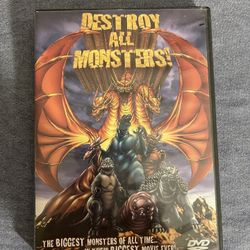 DESTROY
ALL
MONSTERS!
THE BIGGEST MONSTERS OF ALL TIME...
BIGGEST MOVIE EVER!
DVD